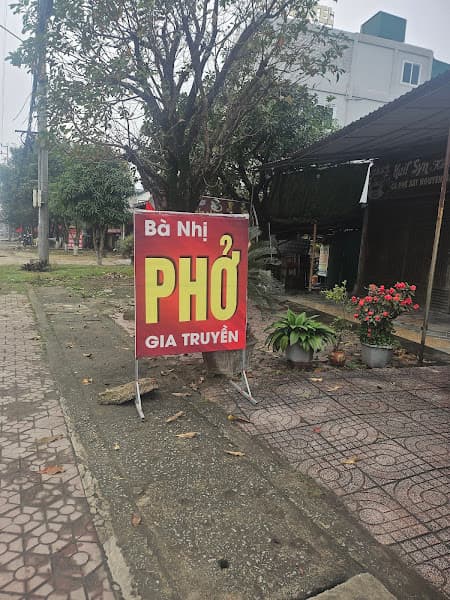 Bà Nhị
PHỞ
GIA TRUYỀN